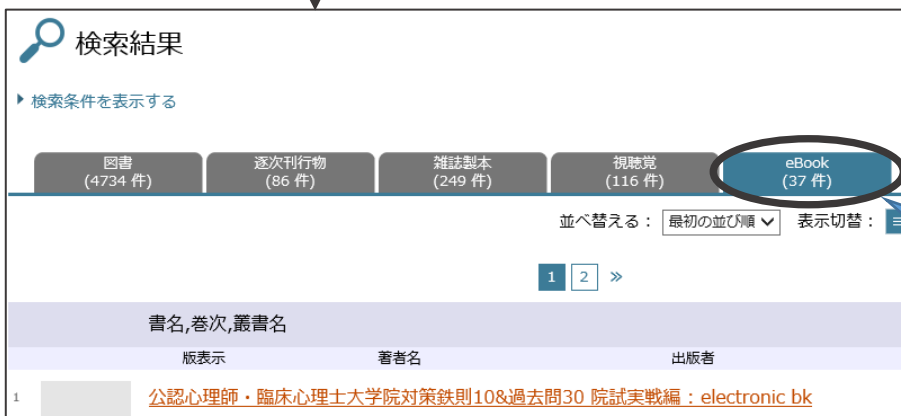 検索結果
検索条件を表示する
図書 逐次刊行物 雑誌製本 視聴覚 eBook
(4734 件) (86 件) (249 件) (116 件) (37 件)
並べ替える： 最初の並び順 表示切替：
1 2 »
書名,巻次,叢書名
版表示 著者名 出版者
1 公認心理師・臨床心理士大学院対策鉄則10&過去問30 院試実戦編 : electronic bk